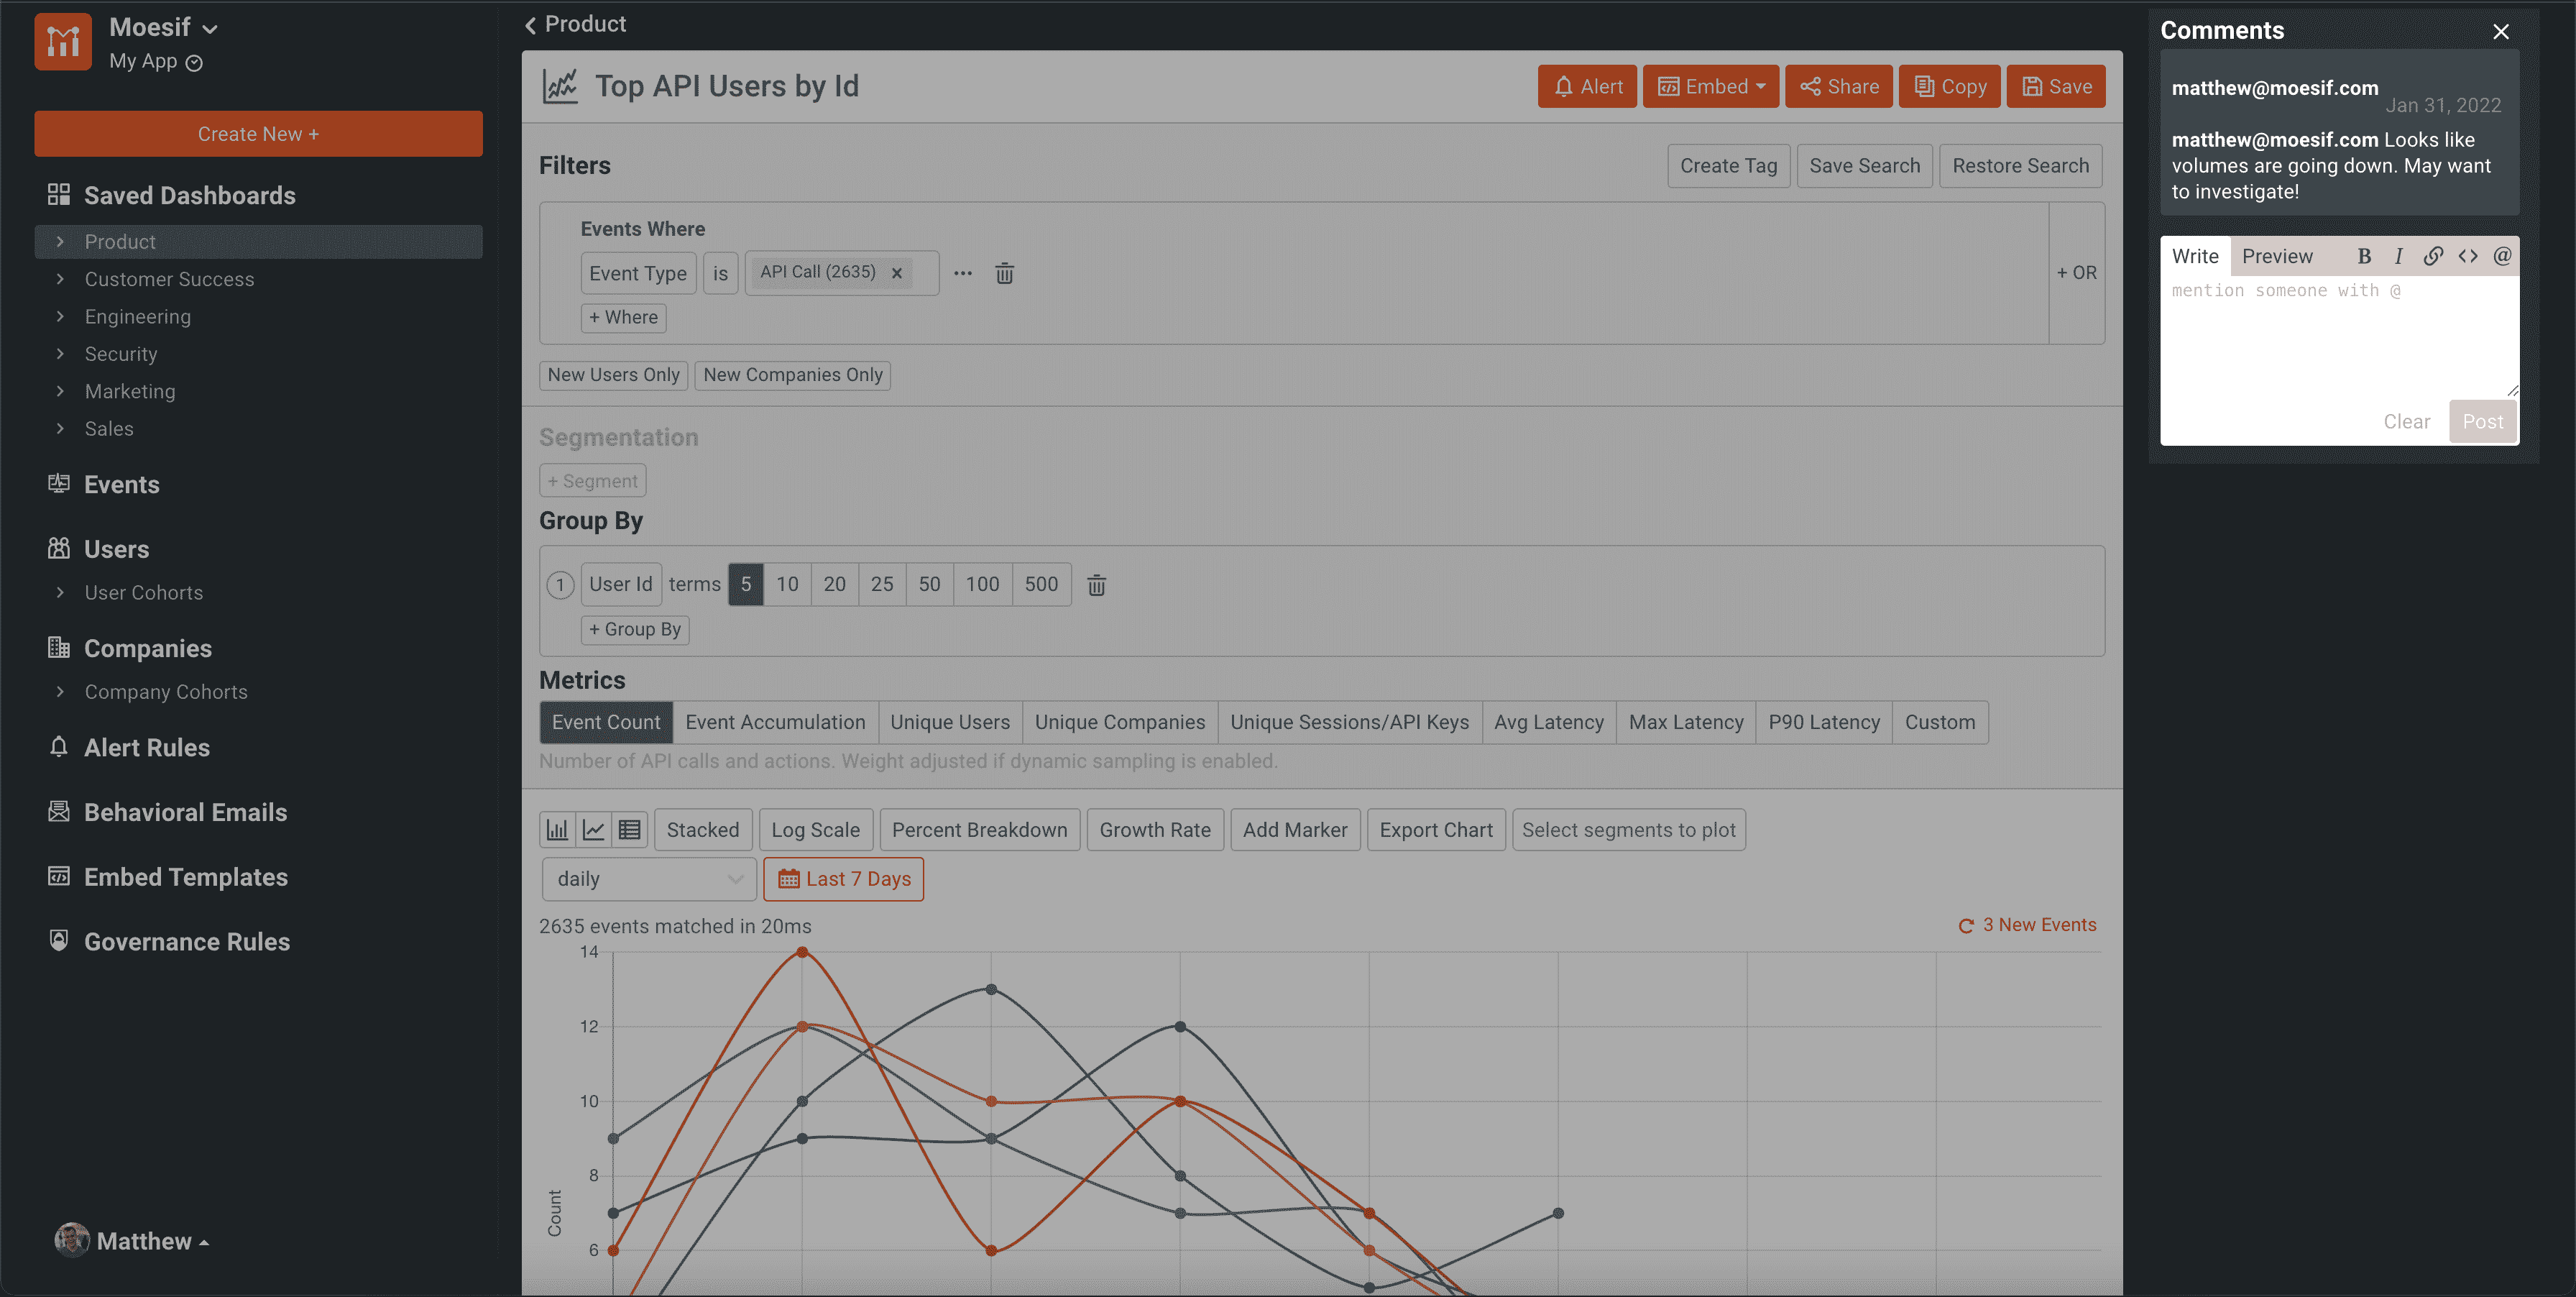 Moesif
My App
Create New +
Saved Dashboards
Product
Customer Success
Engineering
Security
Marketing
Sales
Events
Users
User Cohorts
Companies
Company Cohorts
Alert Rules
Behavioral Emails
Embed Templates
Governance Rules
Matthew
Product
Top API Users by Id
Alert
Embed
Share
Copy
Save
Filters
Create Tag
Save Search
Restore Search
Events Where
Event Type is API Call (2635) ×
+ Where
+ OR
New Users Only
New Companies Only
Segmentation
+ Segment
Group By
1 User Id terms 5 10 20 25 50 100 500
+ Group By
Metrics
Event Count
Event Accumulation
Unique Users
Unique Companies
Unique Sessions/API Keys
Avg Latency
Max Latency
P90 Latency
Custom
Number of API calls and actions. Weight adjusted if dynamic sampling is enabled.
Stacked
Log Scale
Percent Breakdown
Growth Rate
Add Marker
Export Chart
Select segments to plot
daily
Last 7 Days
2635 events matched in 20ms
3 New Events
14
12
10
8
6
Count
Comments
matthew@moesif.com
Jan 31, 2022
matthew@moesif.com Looks like
volumes are going down. May want
to investigate!
Write Preview B I <> @
mention someone with @
Clear Post